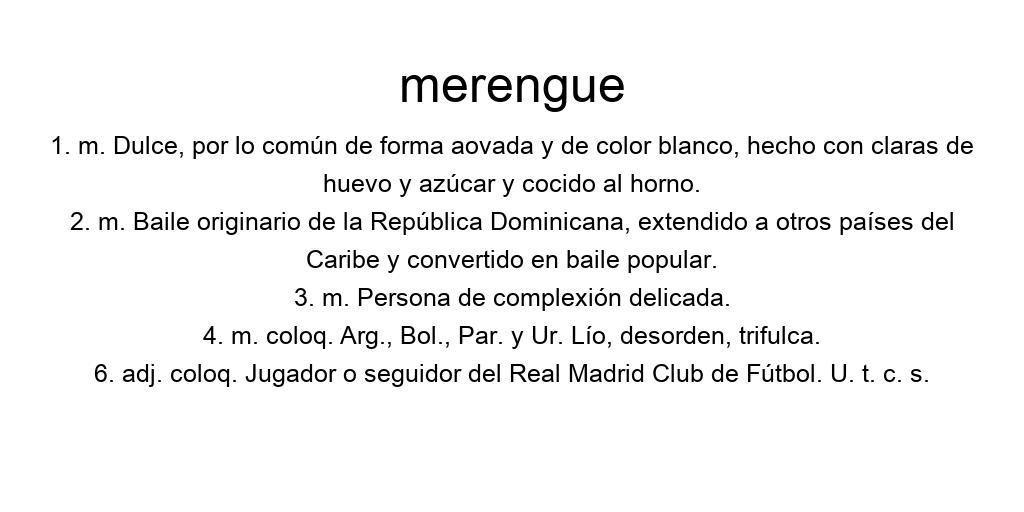 merengue
1. m. Dulce, por lo común de forma aovada y de color blanco, hecho con claras de
huevo y azúcar y cocido al horno.
2. m. Baile originario de la República Dominicana, extendido a otros países del
Caribe y convertido en baile popular.
3. m. Persona de complexión delicada.
4. m. coloq. Arg., Bol., Par. y Ur. Lío, desorden, trifulca.
6. adj. coloq. Jugador o seguidor del Real Madrid Club de Fútbol. U. t. c. s.